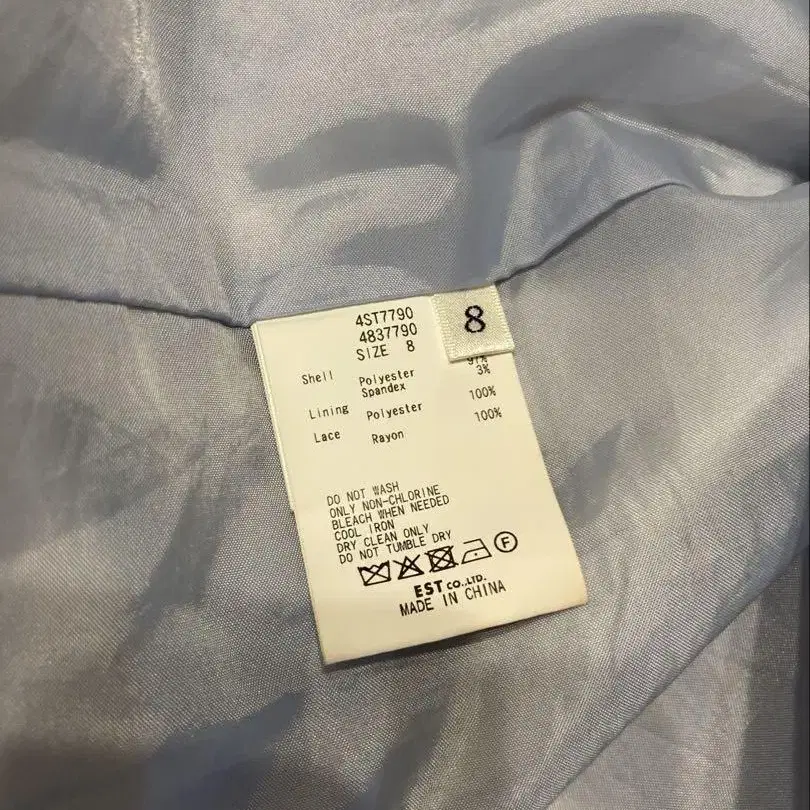 8
4ST7790
4837790
SIZE 8
Shell Polyester 97%
Spandex 3%
Lining Polyester 100%
Lace Rayon 100%
DO NOT WASH
ONLY NON-CHLORINE
BLEACH WHEN NEEDED
COOL IRON
DRY CLEAN ONLY
DO NOT TUMBLE DRY
F
EST CO.,LTD.
MADE IN CHINA